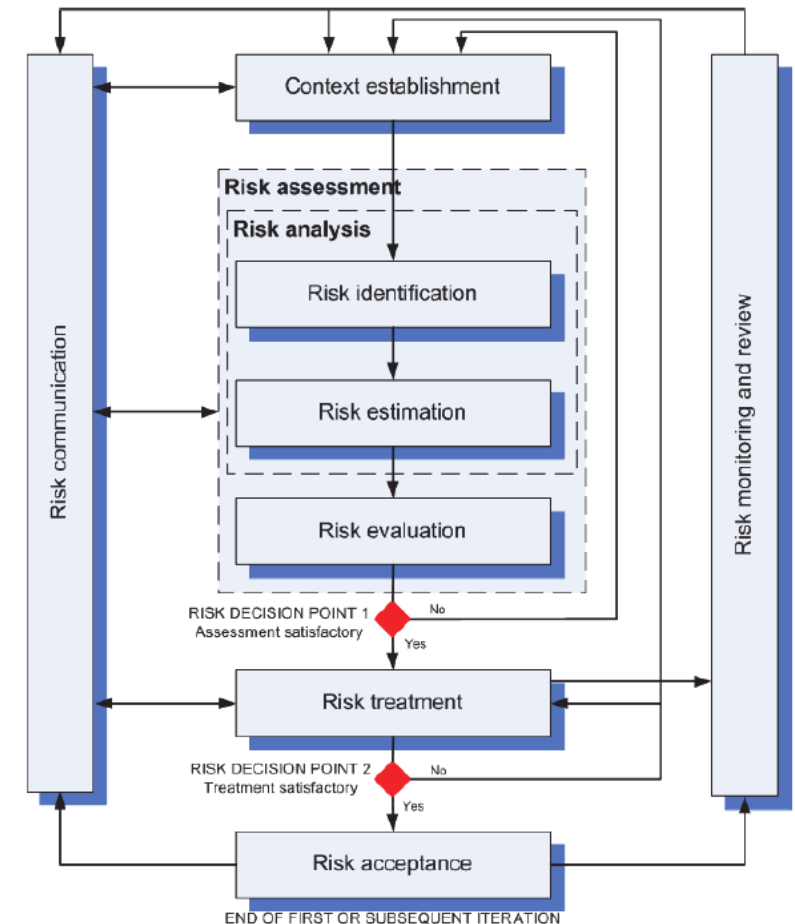 Context establishment
Risk assessment
Risk analysis
Risk identification
Risk estimation
Risk evaluation
RISK DECISION POINT 1
Assessment satisfactory
No
Yes
Risk treatment
RISK DECISION POINT 2
Treatment satisfactory
No
Yes
Risk acceptance
END OF FIRST OR SUBSEQUENT ITERATION
Risk communication
Risk monitoring and review